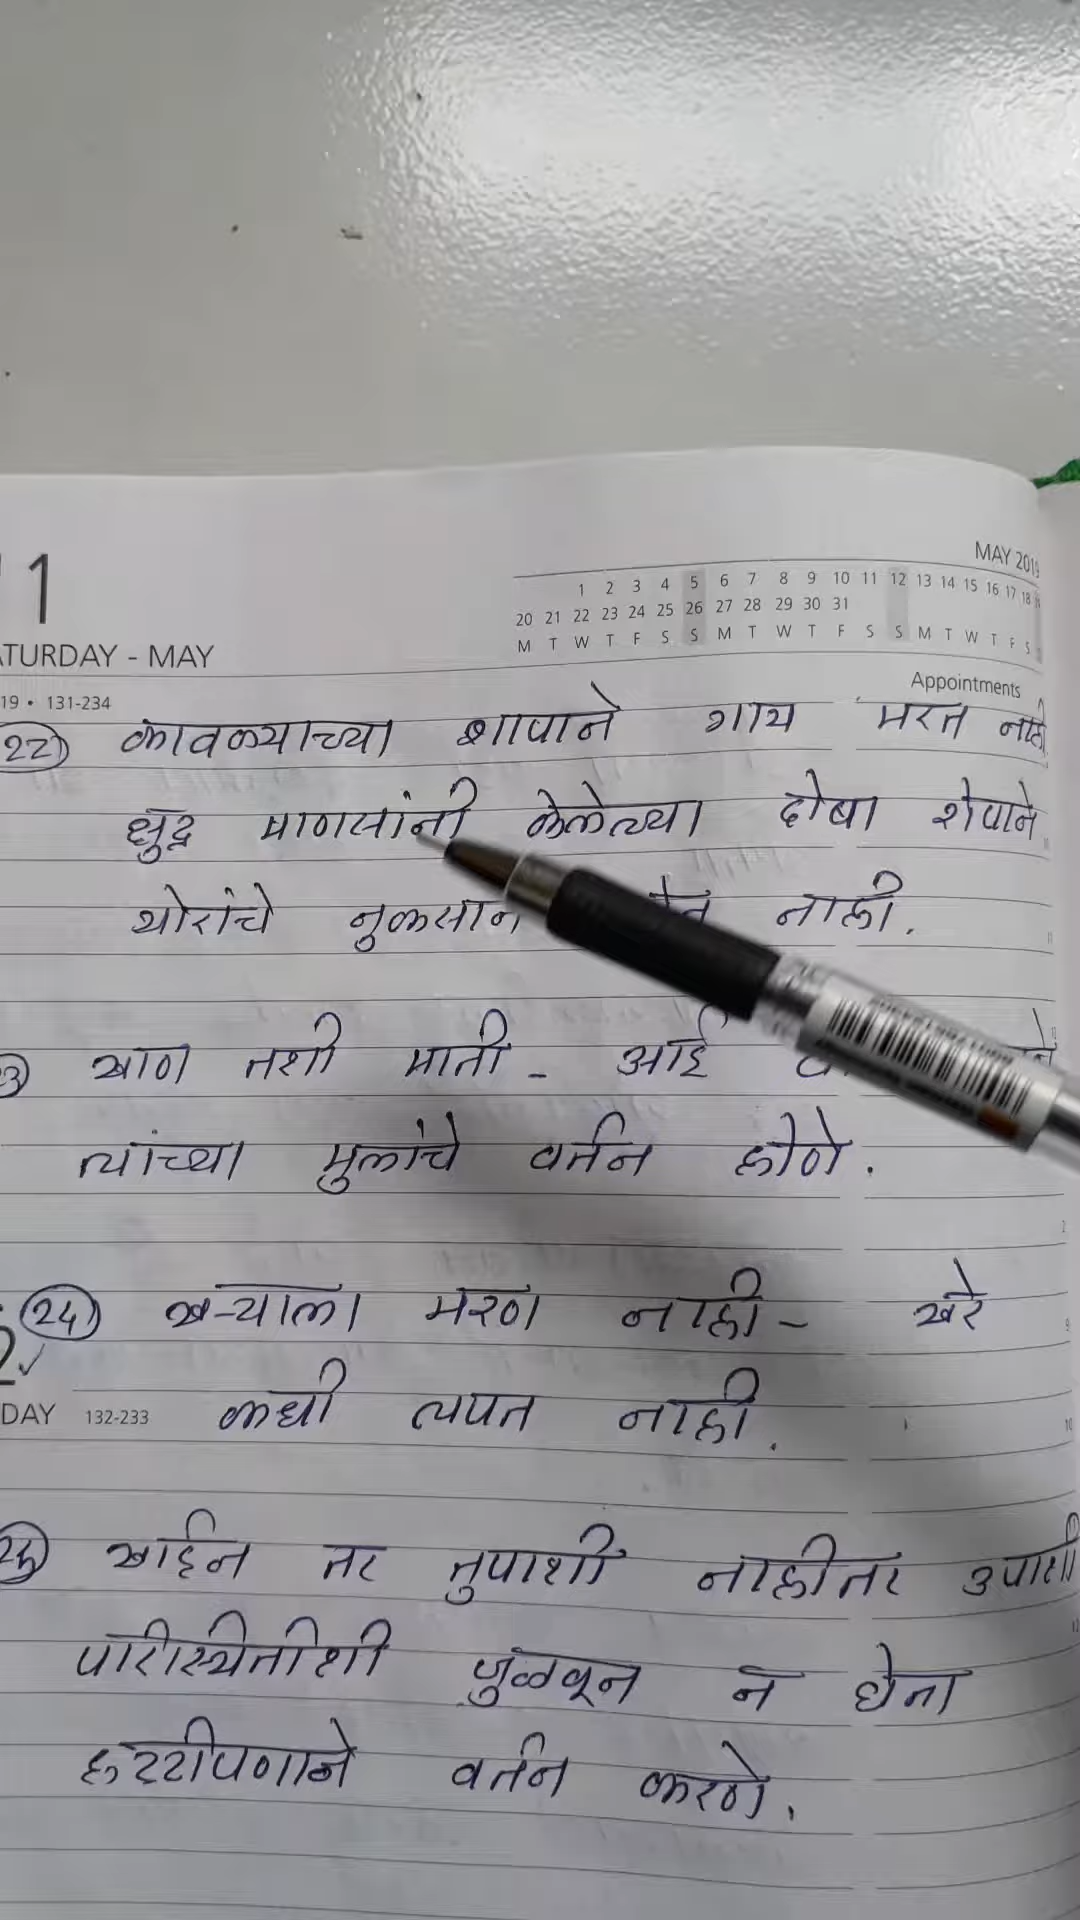 11
MAY 2019
1 2 3 4 5 6 7 8 9 10 11 12 13 14 15 16 17 18
20 21 22 23 24 25 26 27 28 29 30 31
M T W T F S S M T W T F S S M T W T F S
TURDAY - MAY
Appointments
19 • 131-234
22) कावळ्याच्या शापाने गाय मरत नाही
क्षुद्र माणसांनी केलेल्या दोषा रोपाने
थोरांचे नुकसान नाही.
खाण तशी माती - आई
त्यांच्या मुलांचे वर्तन होणे.
24) खऱ्याला मरण नाही - खरे
कधी लपत नाही.
DAY 132-233
25) खाईन तर तुपाशी नाहीतर उपाशी
परिस्थितीशी जुळवून न घेता
हट्टीपणाने वर्तन करणे.